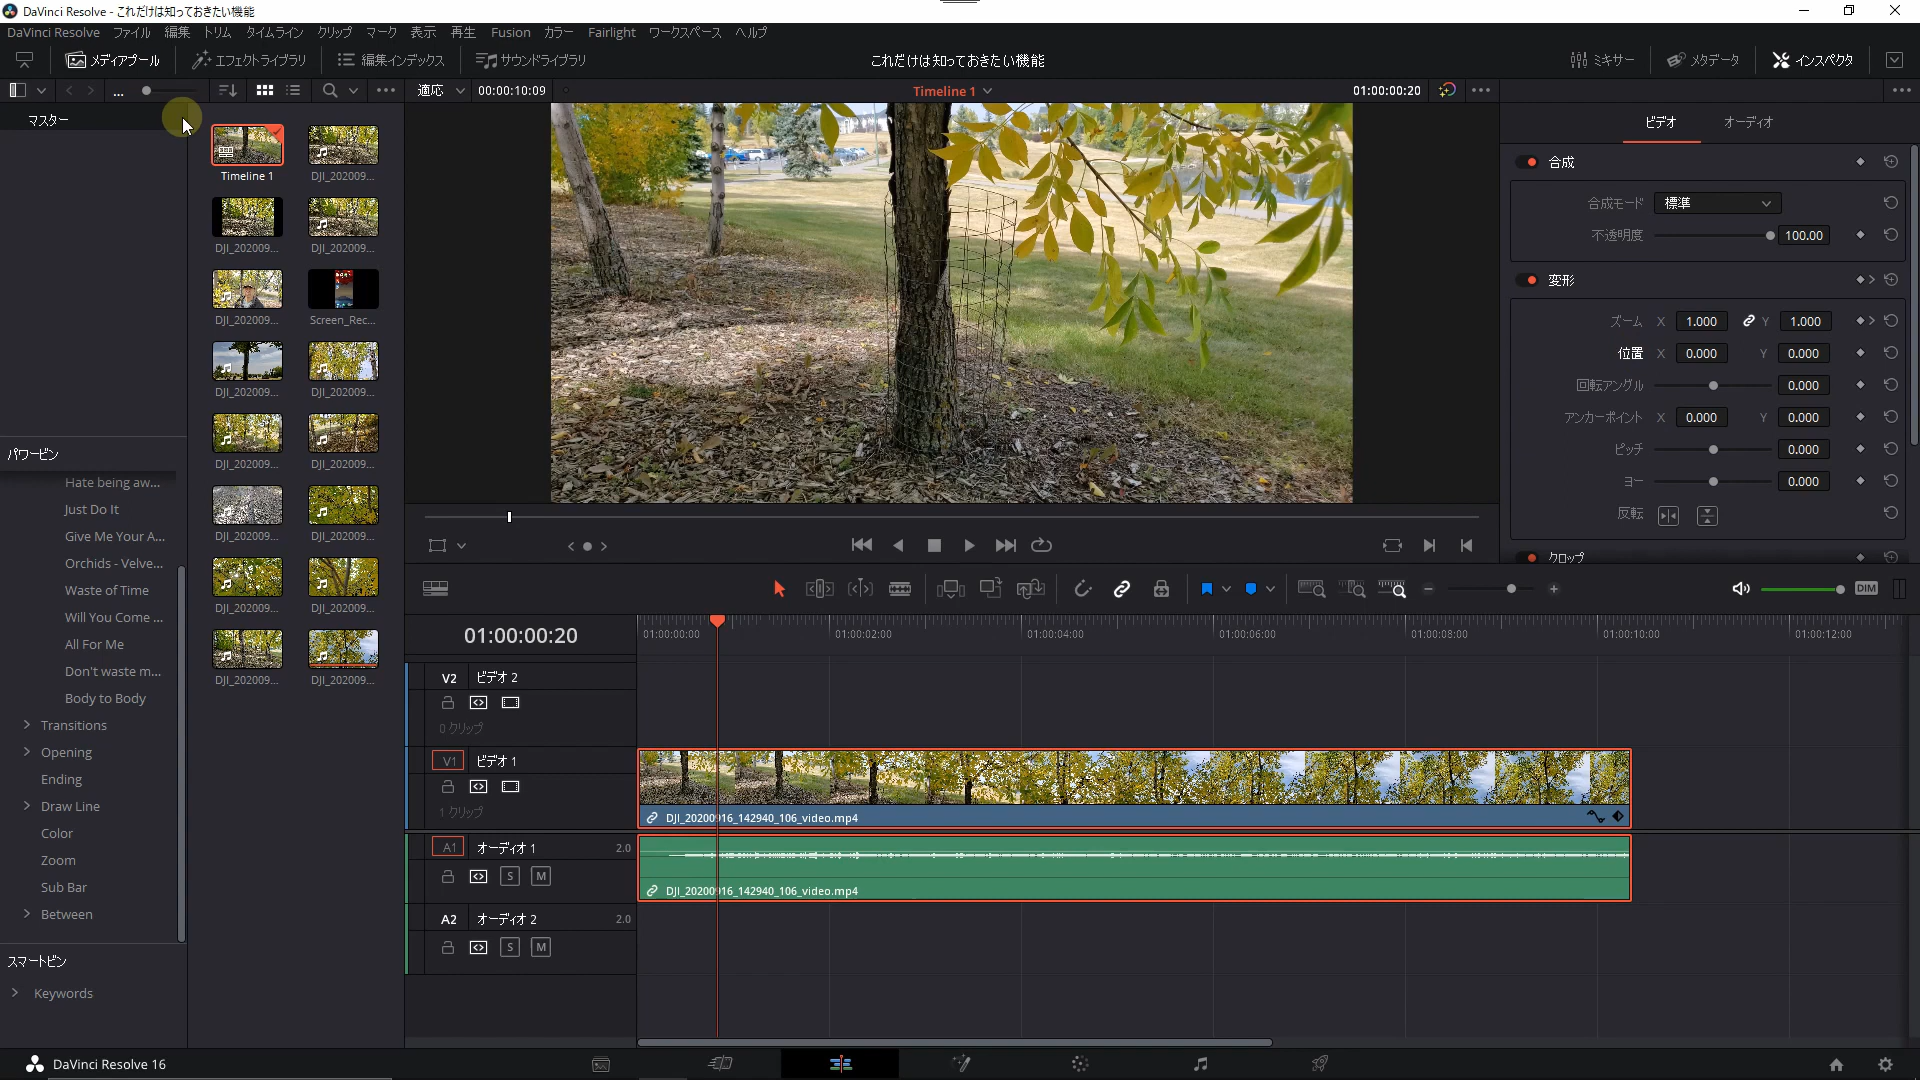 DaVinci Resolve - これだけは知っておきたい機能
DaVinci Resolve ファイル 編集 トリム タイムライン クリップ マーク 表示 再生 Fusion カラー Fairlight ワークスペース ヘルプ
メディアプール エフェクトライブラリ 編集インデックス サウンドライブラリ これだけは知っておきたい機能 ミキサー メタデータ インスペクタ
... 適応 00:00:10:09 Timeline 1 01:00:00:20
マスター
Timeline 1 DJI_202009...
DJI_202009... DJI_202009...
DJI_202009... Screen_Rec...
DJI_202009... DJI_202009...
DJI_202009... DJI_202009...
DJI_202009... DJI_202009...
DJI_202009... DJI_202009...
DJI_202009... DJI_202009...
パワービン
Hate being aw...
Just Do It
Give Me Your A...
Orchids - Velve...
Waste of Time
Will You Come ...
All For Me
Don't waste m...
Body to Body
Transitions
Opening
Ending
Draw Line
Color
Zoom
Sub Bar
Between
スマートビン
Keywords
ビデオ オーディオ
合成
合成モード 標準
不透明度 100.00
変形
ズーム X 1.000 Y 1.000
位置 X 0.000 Y 0.000
回転アングル 0.000
アンカーポイント X 0.000 Y 0.000
ピッチ 0.000
ヨー 0.000
反転
クロップ
DIM
01:00:00:20
01:00:00:00 01:00:02:00 01:00:04:00 01:00:06:00 01:00:08:00 01:00:10:00 01:00:12:00
V2 ビデオ 2
0 クリップ
V1 ビデオ 1
1 クリップ
DJI_20200916_142940_106_video.mp4
A1 オーディオ 1 2.0
S M
DJI_20200916_142940_106_video.mp4
A2 オーディオ 2 2.0
S M
DaVinci Resolve 16